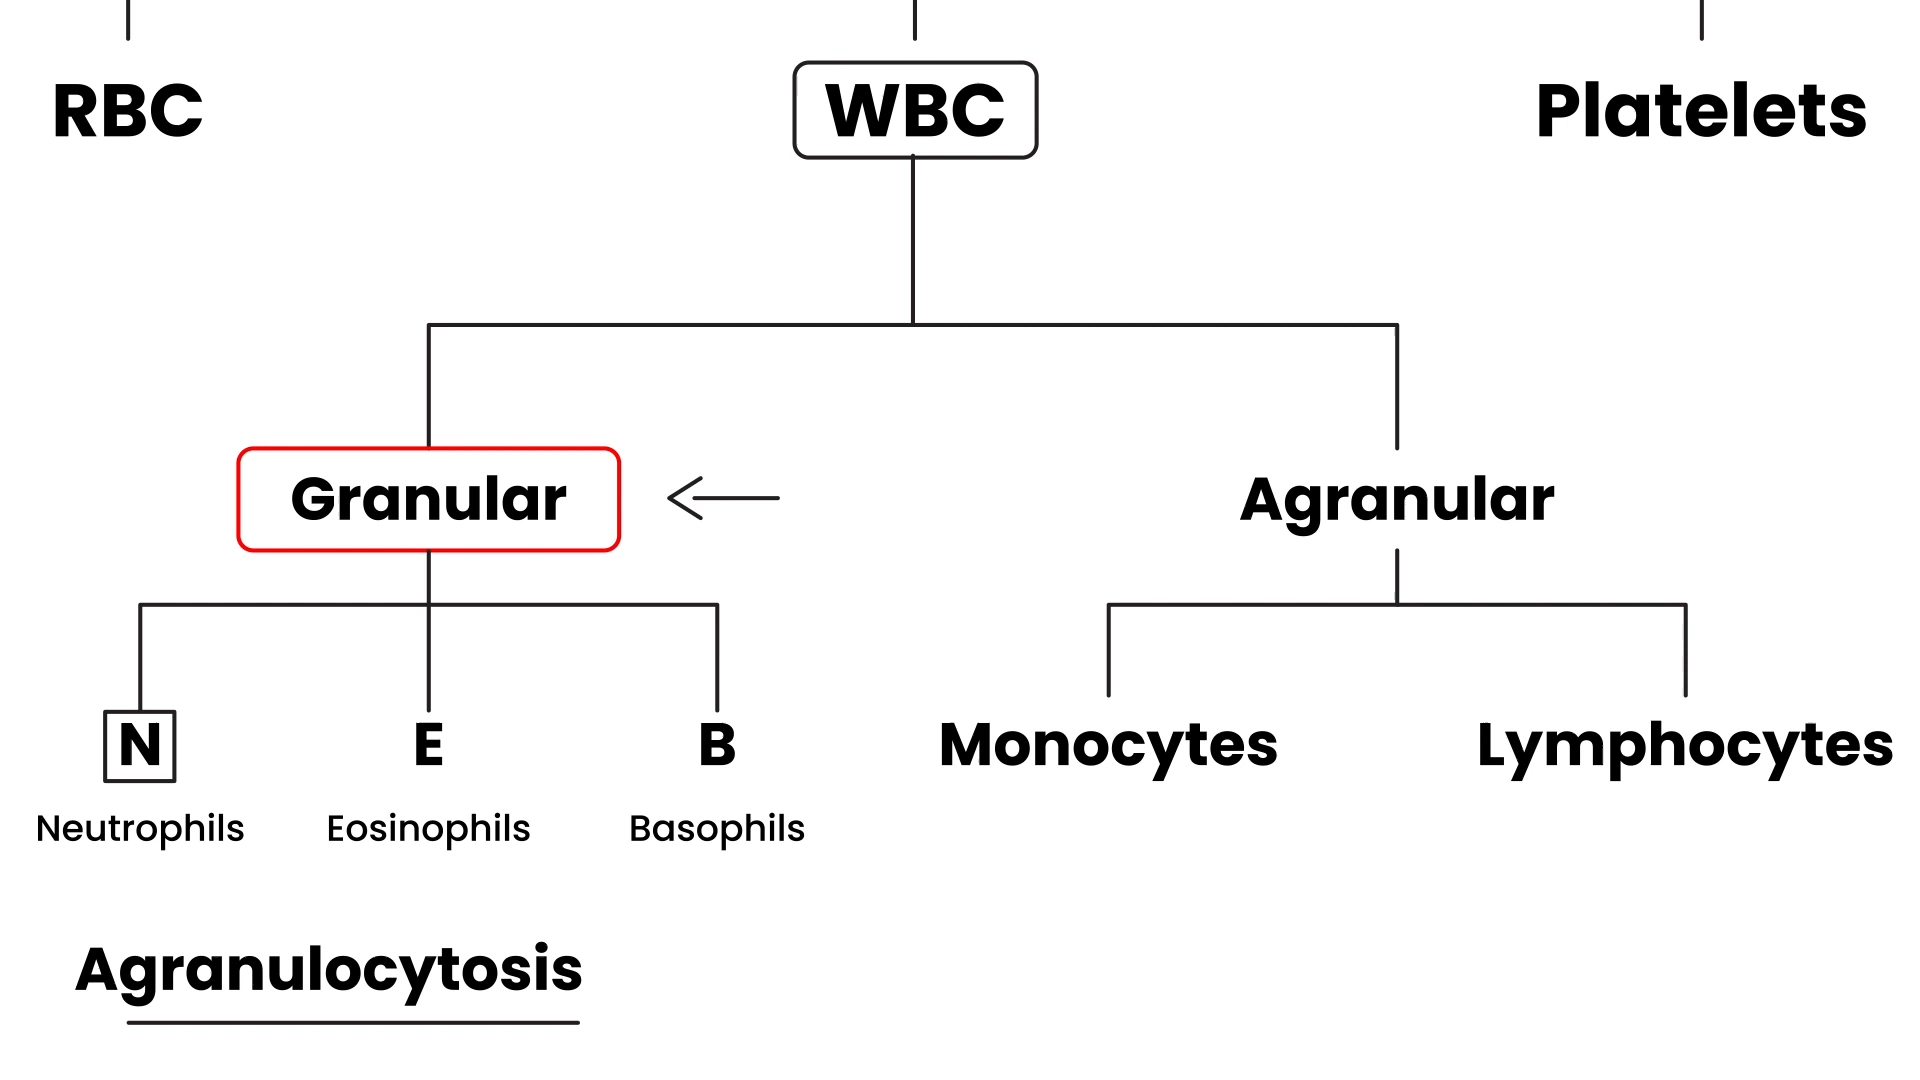 RBC
WBC
Platelets
Granular
Agranular
N
E
B
Monocytes
Lymphocytes
Neutrophils
Eosinophils
Basophils
Agranulocytosis